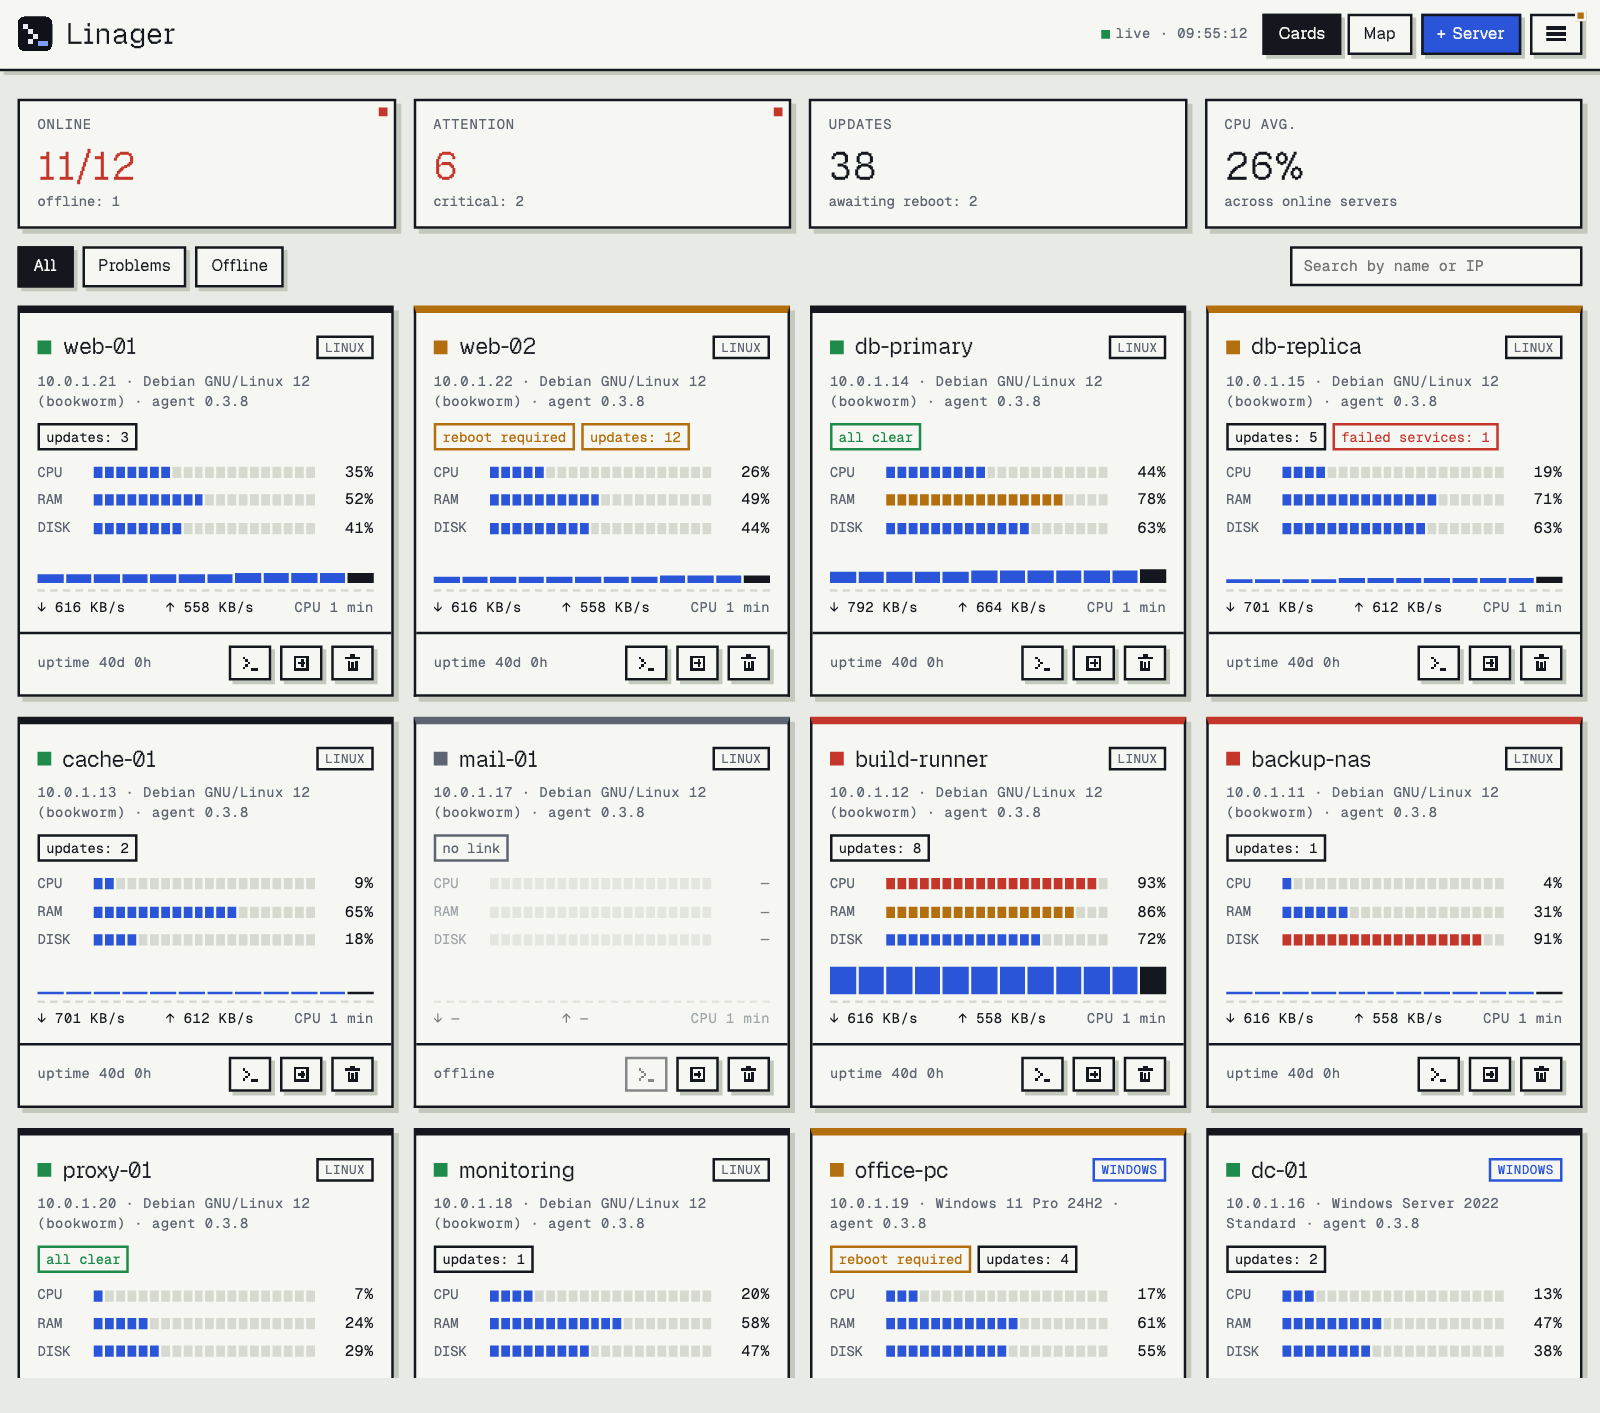 Linager
live · 09:55:12
Cards
Map
+ Server
ONLINE
11/12
offline: 1
ATTENTION
6
critical: 2
UPDATES
38
awaiting reboot: 2
CPU AVG.
26%
across online servers
All
Problems
Offline
Search by name or IP
web-01
LINUX
10.0.1.21 · Debian GNU/Linux 12
(bookworm) · agent 0.3.8
updates: 3
CPU 35%
RAM 52%
DISK 41%
↓ 616 KB/s ↑ 558 KB/s CPU 1 min
uptime 40d 0h
web-02
LINUX
10.0.1.22 · Debian GNU/Linux 12
(bookworm) · agent 0.3.8
reboot required updates: 12
CPU 26%
RAM 49%
DISK 44%
↓ 616 KB/s ↑ 558 KB/s CPU 1 min
uptime 40d 0h
db-primary
LINUX
10.0.1.14 · Debian GNU/Linux 12
(bookworm) · agent 0.3.8
all clear
CPU 44%
RAM 78%
DISK 63%
↓ 792 KB/s ↑ 664 KB/s CPU 1 min
uptime 40d 0h
db-replica
LINUX
10.0.1.15 · Debian GNU/Linux 12
(bookworm) · agent 0.3.8
updates: 5 failed services: 1
CPU 19%
RAM 71%
DISK 63%
↓ 701 KB/s ↑ 612 KB/s CPU 1 min
uptime 40d 0h
cache-01
LINUX
10.0.1.13 · Debian GNU/Linux 12
(bookworm) · agent 0.3.8
updates: 2
CPU 9%
RAM 65%
DISK 18%
↓ 701 KB/s ↑ 612 KB/s CPU 1 min
uptime 40d 0h
mail-01
LINUX
10.0.1.17 · Debian GNU/Linux 12
(bookworm) · agent 0.3.8
no link
CPU –
RAM –
DISK –
↓ – ↑ – CPU 1 min
offline
build-runner
LINUX
10.0.1.12 · Debian GNU/Linux 12
(bookworm) · agent 0.3.8
updates: 8
CPU 93%
RAM 86%
DISK 72%
↓ 616 KB/s ↑ 558 KB/s CPU 1 min
uptime 40d 0h
backup-nas
LINUX
10.0.1.11 · Debian GNU/Linux 12
(bookworm) · agent 0.3.8
updates: 1
CPU 4%
RAM 31%
DISK 91%
↓ 616 KB/s ↑ 558 KB/s CPU 1 min
uptime 40d 0h
proxy-01
LINUX
10.0.1.20 · Debian GNU/Linux 12
(bookworm) · agent 0.3.8
all clear
CPU 7%
RAM 24%
DISK 29%
monitoring
LINUX
10.0.1.18 · Debian GNU/Linux 12
(bookworm) · agent 0.3.8
updates: 1
CPU 20%
RAM 58%
DISK 47%
office-pc
WINDOWS
10.0.1.19 · Windows 11 Pro 24H2 ·
agent 0.3.8
reboot required updates: 4
CPU 17%
RAM 61%
DISK 55%
dc-01
WINDOWS
10.0.1.16 · Windows Server 2022
Standard · agent 0.3.8
updates: 2
CPU 13%
RAM 47%
DISK 38%